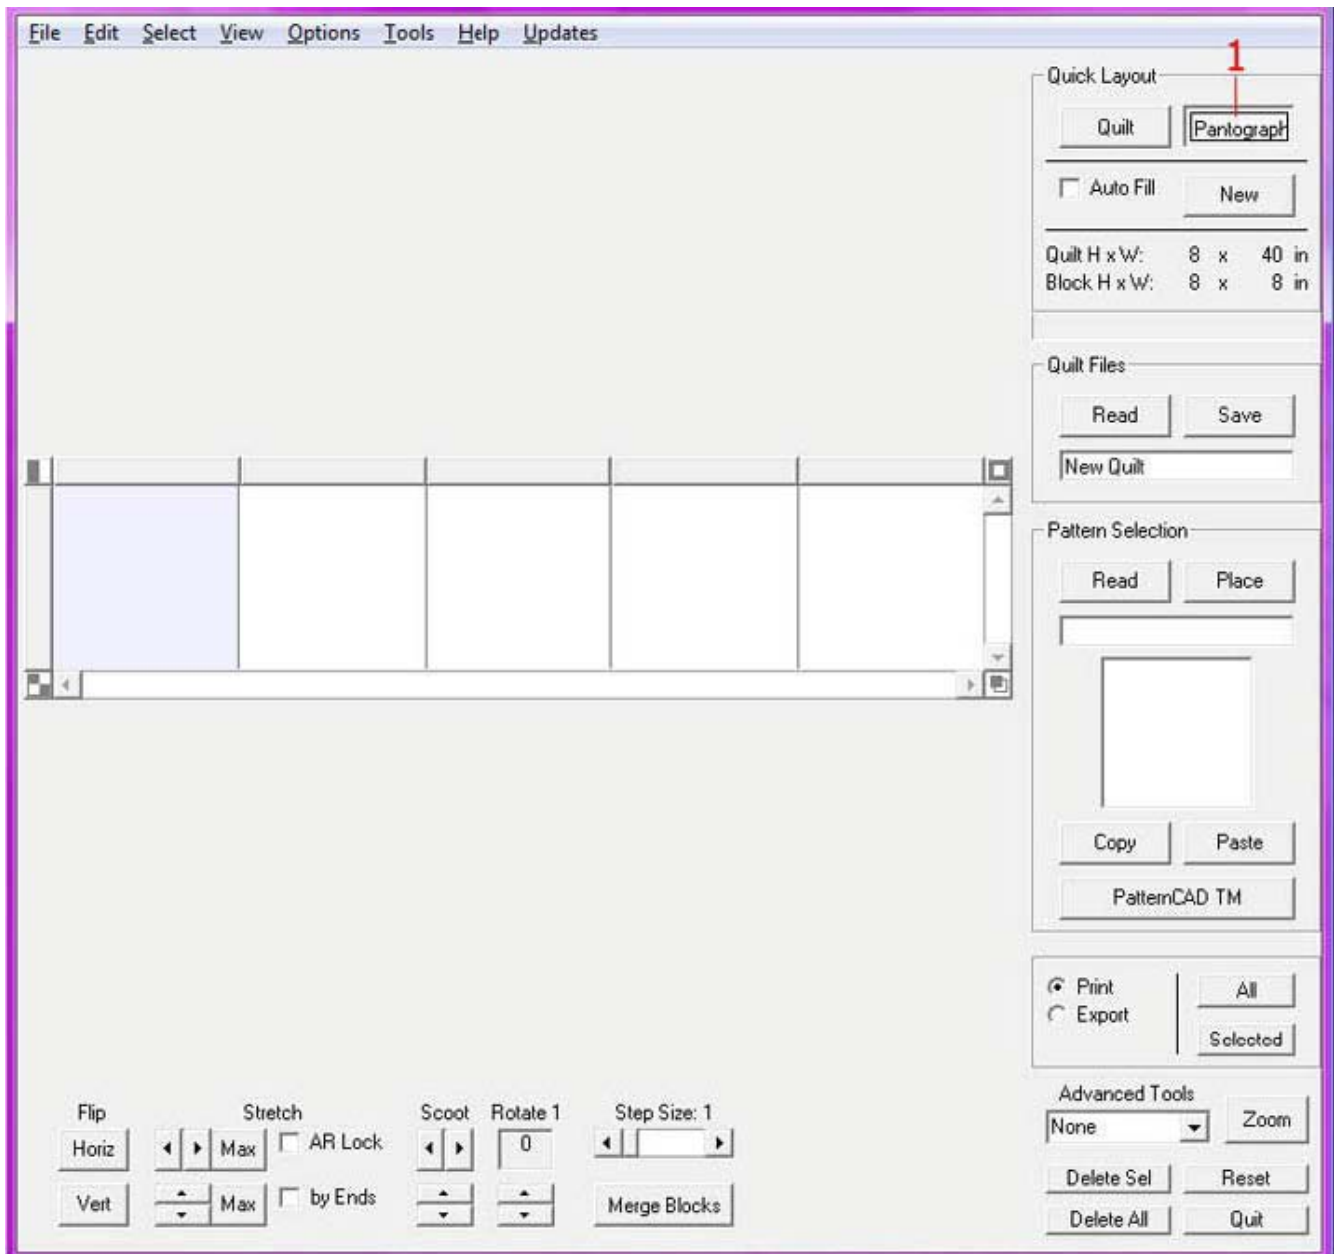 File Edit Select View Options Tools Help Updates
1
Quick Layout
Quilt Pantograph
Auto Fill New
Quilt H x W: 8 x 40 in
Block H x W: 8 x 8 in
Quilt Files
Read Save
New Quilt
Pattern Selection
Read Place
Copy Paste
PatternCAD TM
Print All
Export
Selected
Flip Stretch Scoot Rotate 1 Step Size: 1 Advanced Tools
None Zoom
Horiz Max AR Lock 0
Delete Sel Reset
Vert Max by Ends Merge Blocks
Delete All Quit